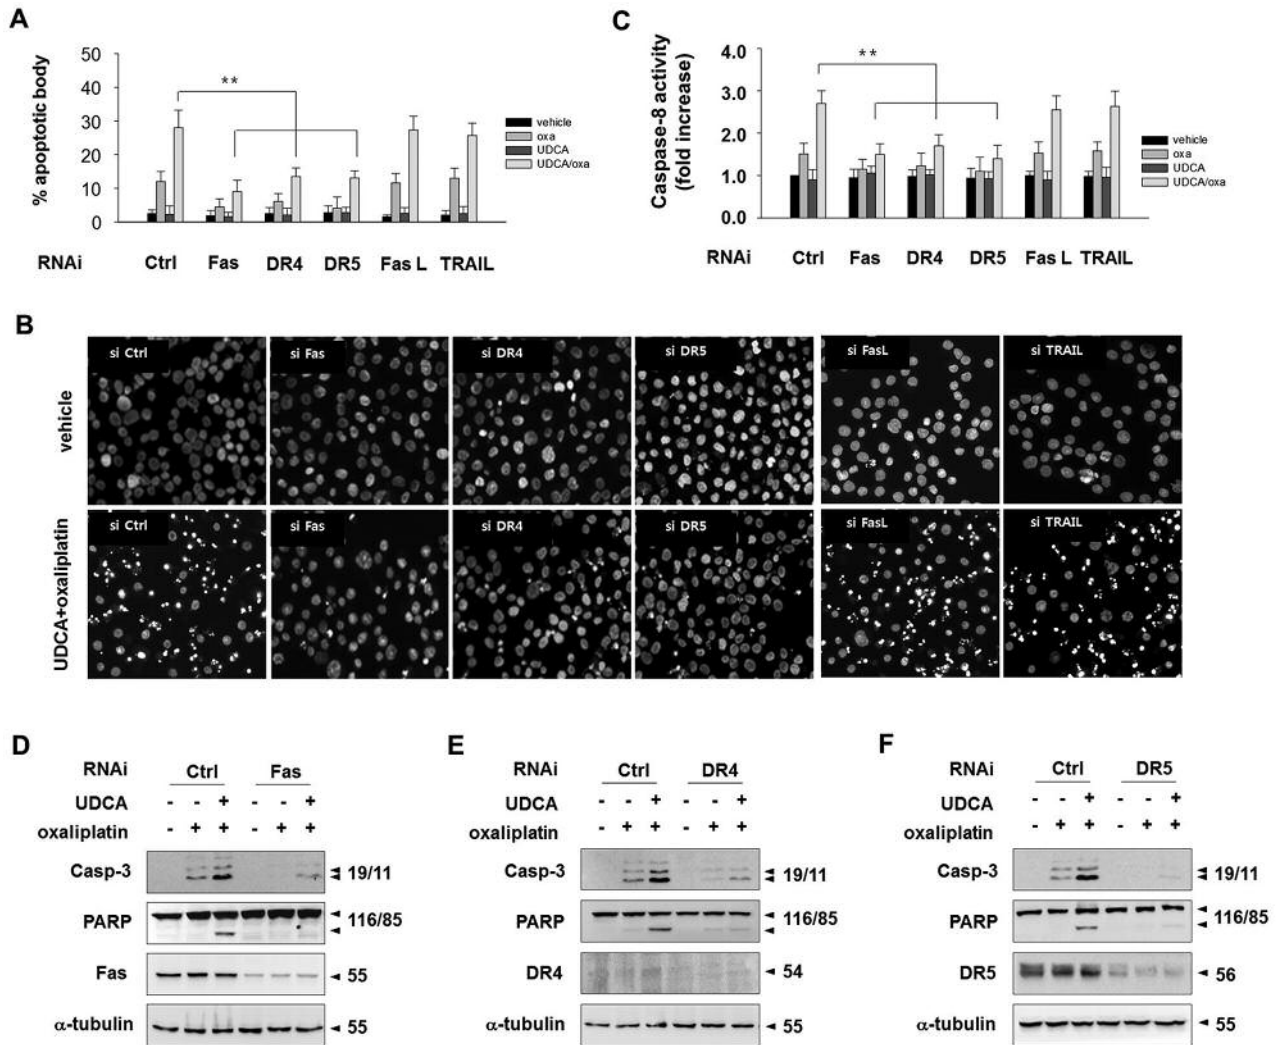 A
% apoptotic body
50
40
30
20
10
0
**
vehicle
oxa
UDCA
UDCA/oxa
RNAi Ctrl Fas DR4 DR5 Fas L TRAIL
C
Caspase-8 activity
(fold increase)
4.0
3.0
2.0
1.0
0.0
**
vehicle
oxa
UDCA
UDCA/oxa
RNAi Ctrl Fas DR4 DR5 Fas L TRAIL
B
vehicle
si Ctrl si Fas si DR4 si DR5 si FasL si TRAIL
UDCA+oxaliplatin
si Ctrl si Fas si DR4 si DR5 si FasL si TRAIL
D
RNAi Ctrl Fas
UDCA - - + - - +
oxaliplatin - + + - + +
Casp-3 19/11
PARP 116/85
Fas 55
α-tubulin 55
E
RNAi Ctrl DR4
UDCA - - + - - +
oxaliplatin - + + - + +
Casp-3 19/11
PARP 116/85
DR4 54
α-tubulin 55
F
RNAi Ctrl DR5
UDCA - - + - - +
oxaliplatin - + + - + +
Casp-3 19/11
PARP 116/85
DR5 56
α-tubulin 55